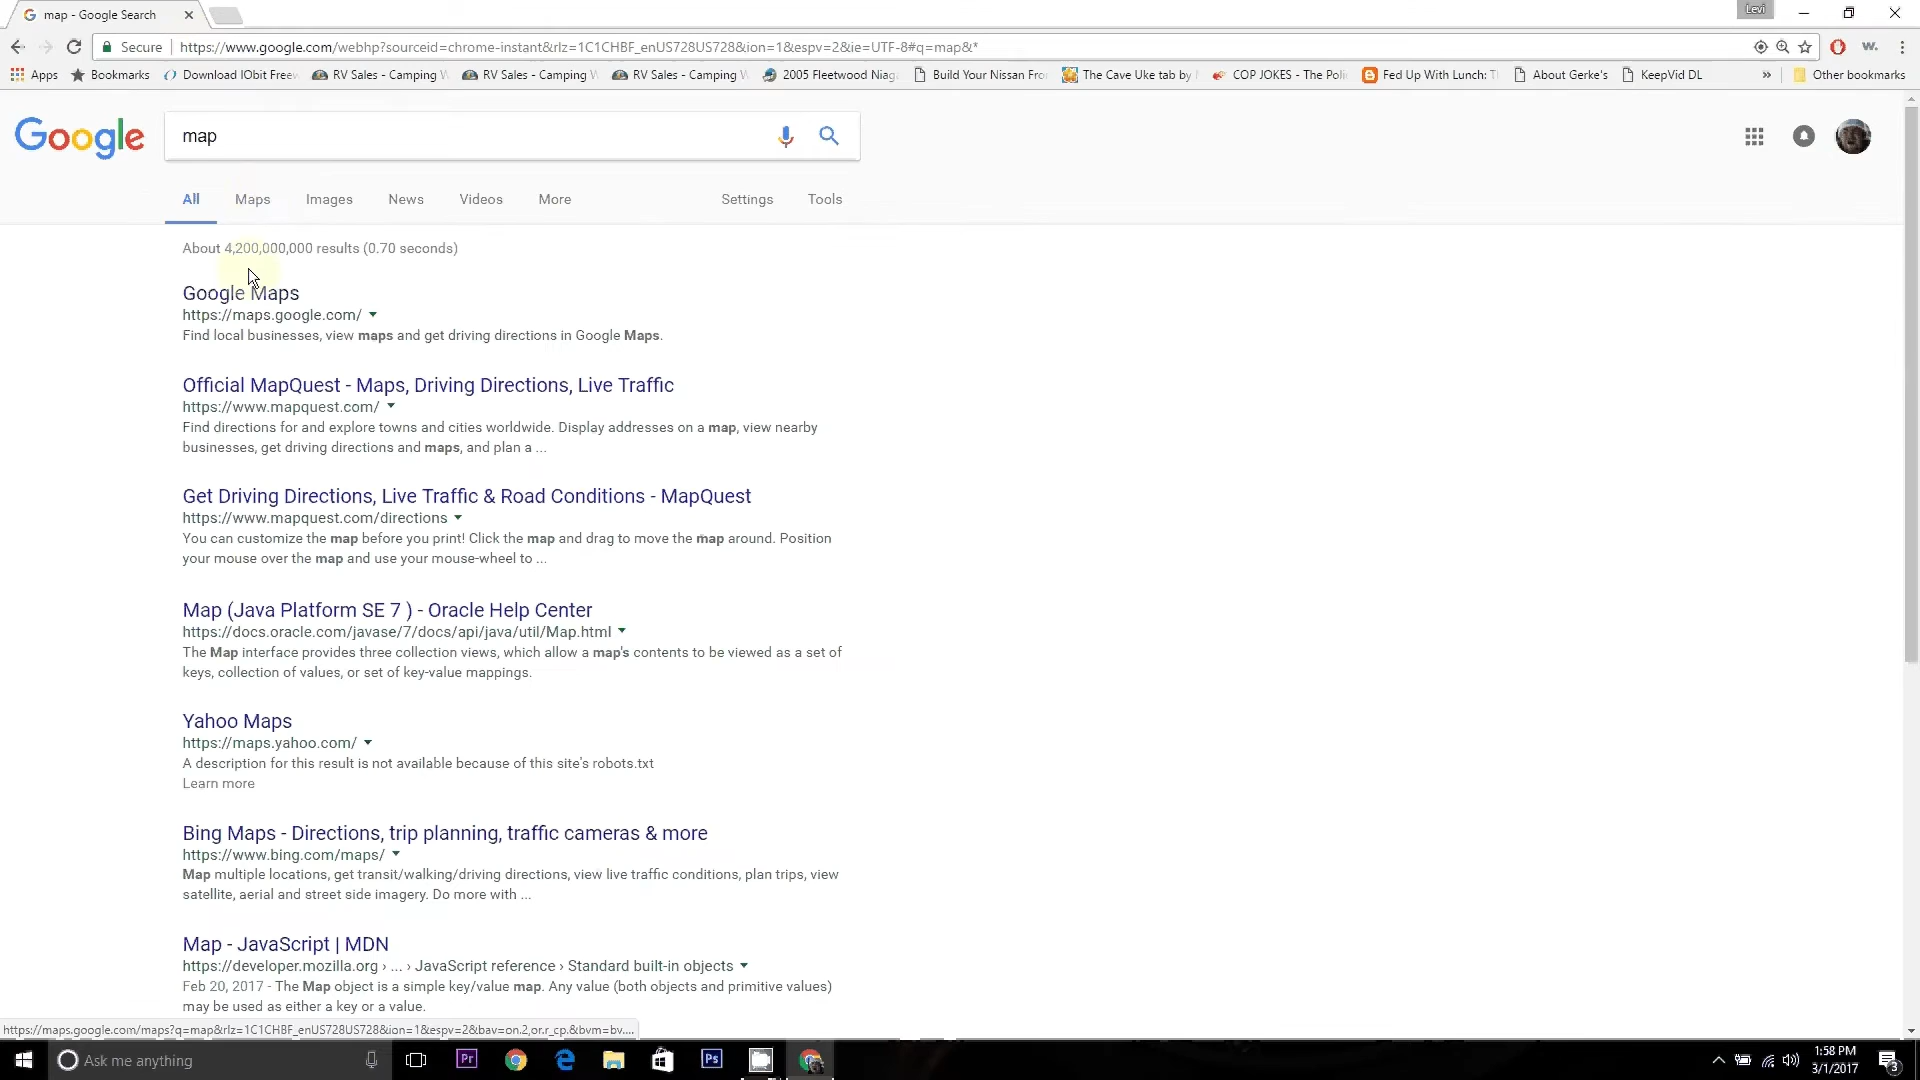 map - Google Search
Levi
Secure
https://www.google.com/webhp?sourceid=chrome-instant&rlz=1C1CHBF_enUS728US728&ion=1&espv=2&ie=UTF-8#q=map&*
Apps
Bookmarks
Download IObit Freew
RV Sales - Camping W
RV Sales - Camping W
RV Sales - Camping W
2005 Fleetwood Niag
Build Your Nissan Fro
The Cave Uke tab by
COP JOKES - The Poli
Fed Up With Lunch: T
About Gerke's
KeepVid DL
Other bookmarks
Google
map
All
Maps
Images
News
Videos
More
Settings
Tools
About 4,200,000,000 results (0.70 seconds)
Google Maps
https://maps.google.com/
Find local businesses, view maps and get driving directions in Google Maps.
Official MapQuest - Maps, Driving Directions, Live Traffic
https://www.mapquest.com/
Find directions for and explore towns and cities worldwide. Display addresses on a map, view nearby
businesses, get driving directions and maps, and plan a ...
Get Driving Directions, Live Traffic & Road Conditions - MapQuest
https://www.mapquest.com/directions
You can customize the map before you print! Click the map and drag to move the map around. Position
your mouse over the map and use your mouse-wheel to ...
Map (Java Platform SE 7 ) - Oracle Help Center
https://docs.oracle.com/javase/7/docs/api/java/util/Map.html
The Map interface provides three collection views, which allow a map's contents to be viewed as a set of
keys, collection of values, or set of key-value mappings.
Yahoo Maps
https://maps.yahoo.com/
A description for this result is not available because of this site's robots.txt
Learn more
Bing Maps - Directions, trip planning, traffic cameras & more
https://www.bing.com/maps/
Map multiple locations, get transit/walking/driving directions, view live traffic conditions, plan trips, view
satellite, aerial and street side imagery. Do more with ...
Map - JavaScript | MDN
https://developer.mozilla.org › ... › JavaScript reference › Standard built-in objects
Feb 20, 2017 - The Map object is a simple key/value map. Any value (both objects and primitive values)
may be used as either a key or a value.
https://maps.google.com/maps?q=map&rlz=1C1CHBF_enUS728US728&ion=1&espv=2&bav=on.2,or.r_cp.&bvm=bv....
Ask me anything
Pr
Ps
1:58 PM
3/1/2017
3